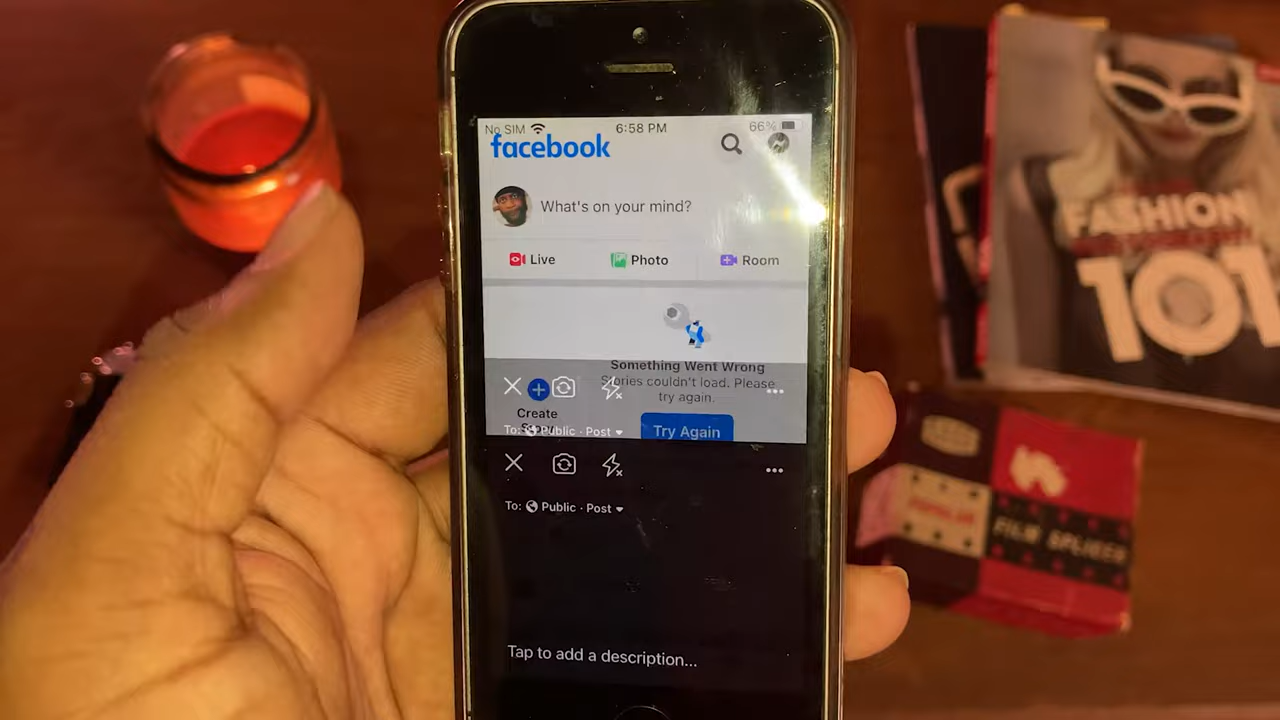 No SIM 6:58 PM 66%
facebook
What's on your mind?
Live Photo Room
Something Went Wrong
Stories couldn't load. Please
try again.
Create
To: Public · Post
Try Again
To: Public · Post
Tap to add a description...
FASHION
101
FILM SPLICER